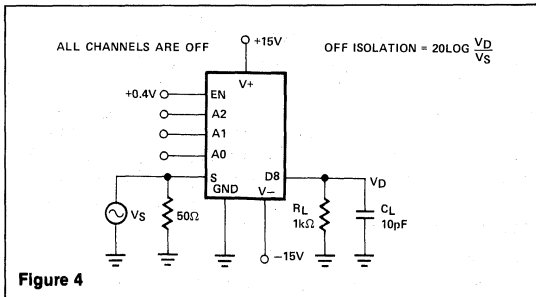 ALL CHANNELS ARE OFF
+15V
OFF ISOLATION = 20LOG VD/VS
V+
+0.4V
EN
A2
A1
A0
S
D8
VD
GND
V−
VS
50Ω
RL
1kΩ
CL
10pF
−15V
Figure 4